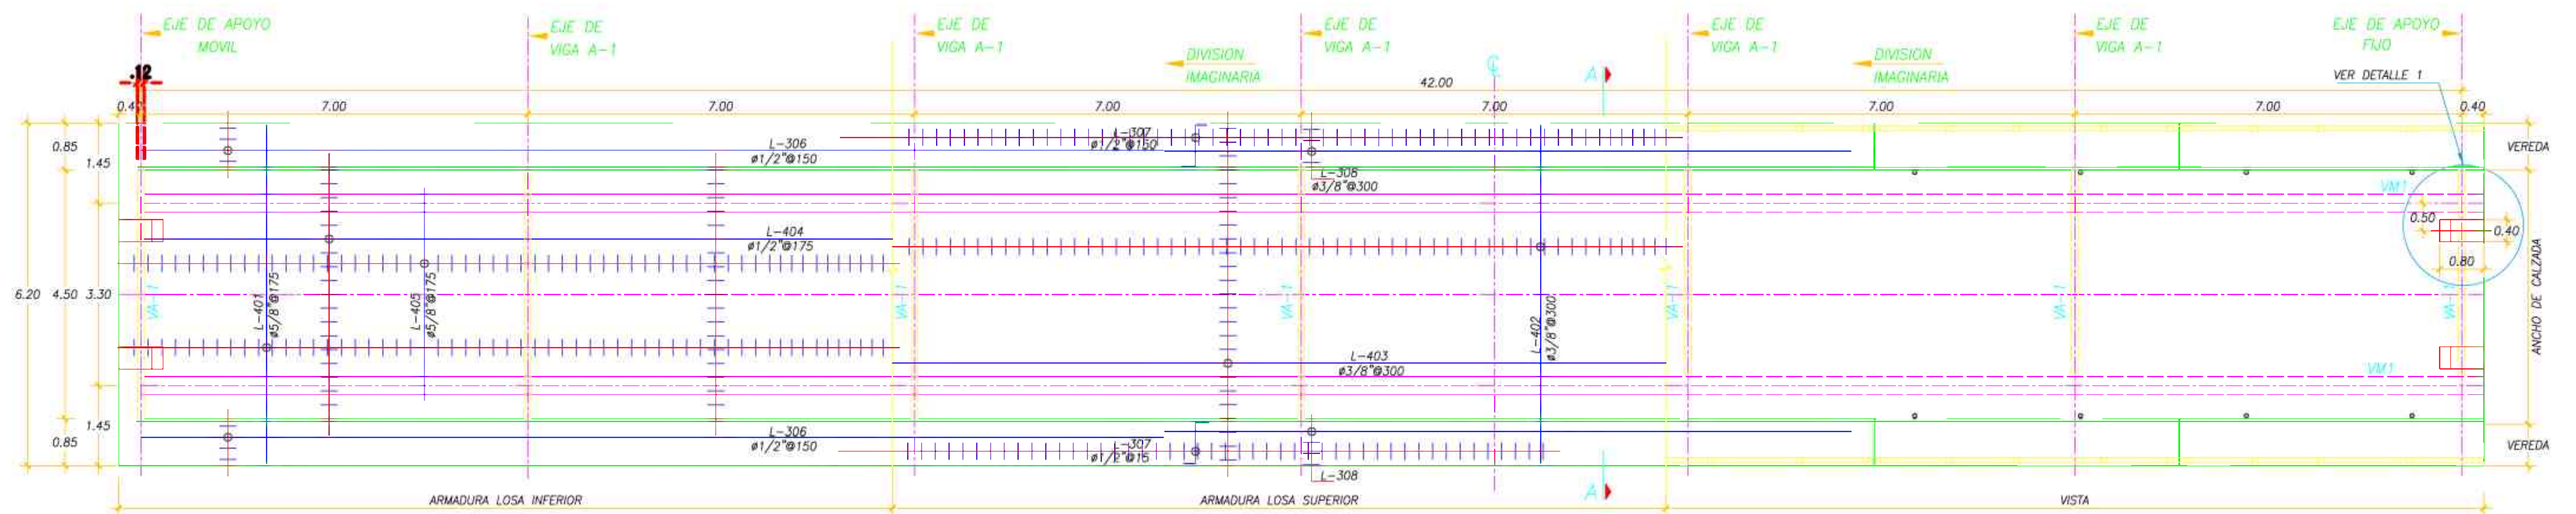 EJE DE APOYO
MOVIL
EJE DE
VIGA A-1
EJE DE
VIGA A-1
DIVISION
IMAGINARIA
EJE DE
VIGA A-1
℄
A
EJE DE
VIGA A-1
DIVISION
IMAGINARIA
EJE DE
VIGA A-1
EJE DE APOYO
FIJO
VER DETALLE 1
.12
42.00
7.00
7.00
7.00
7.00
7.00
7.00
0.40
0.85
1.45
L-306
ø1/2"@150
L-307
ø1/2"@150
L-308
ø3/8"@300
VEREDA
VM1
0.50
0.40
0.80
L-404
ø1/2"@175
6.20
4.50
3.30
VA-1
L-401
ø5/8"@175
L-405
ø5/8"@175
VA-1
VA-1
L-402
ø3/8"@300
VA-1
VA-1
VA-1
ANCHO DE CALZADA
L-403
ø3/8"@300
VM1
1.45
0.85
L-306
ø1/2"@150
L-307
ø1/2"@15
L-308
A
VEREDA
ARMADURA LOSA INFERIOR
ARMADURA LOSA SUPERIOR
VISTA